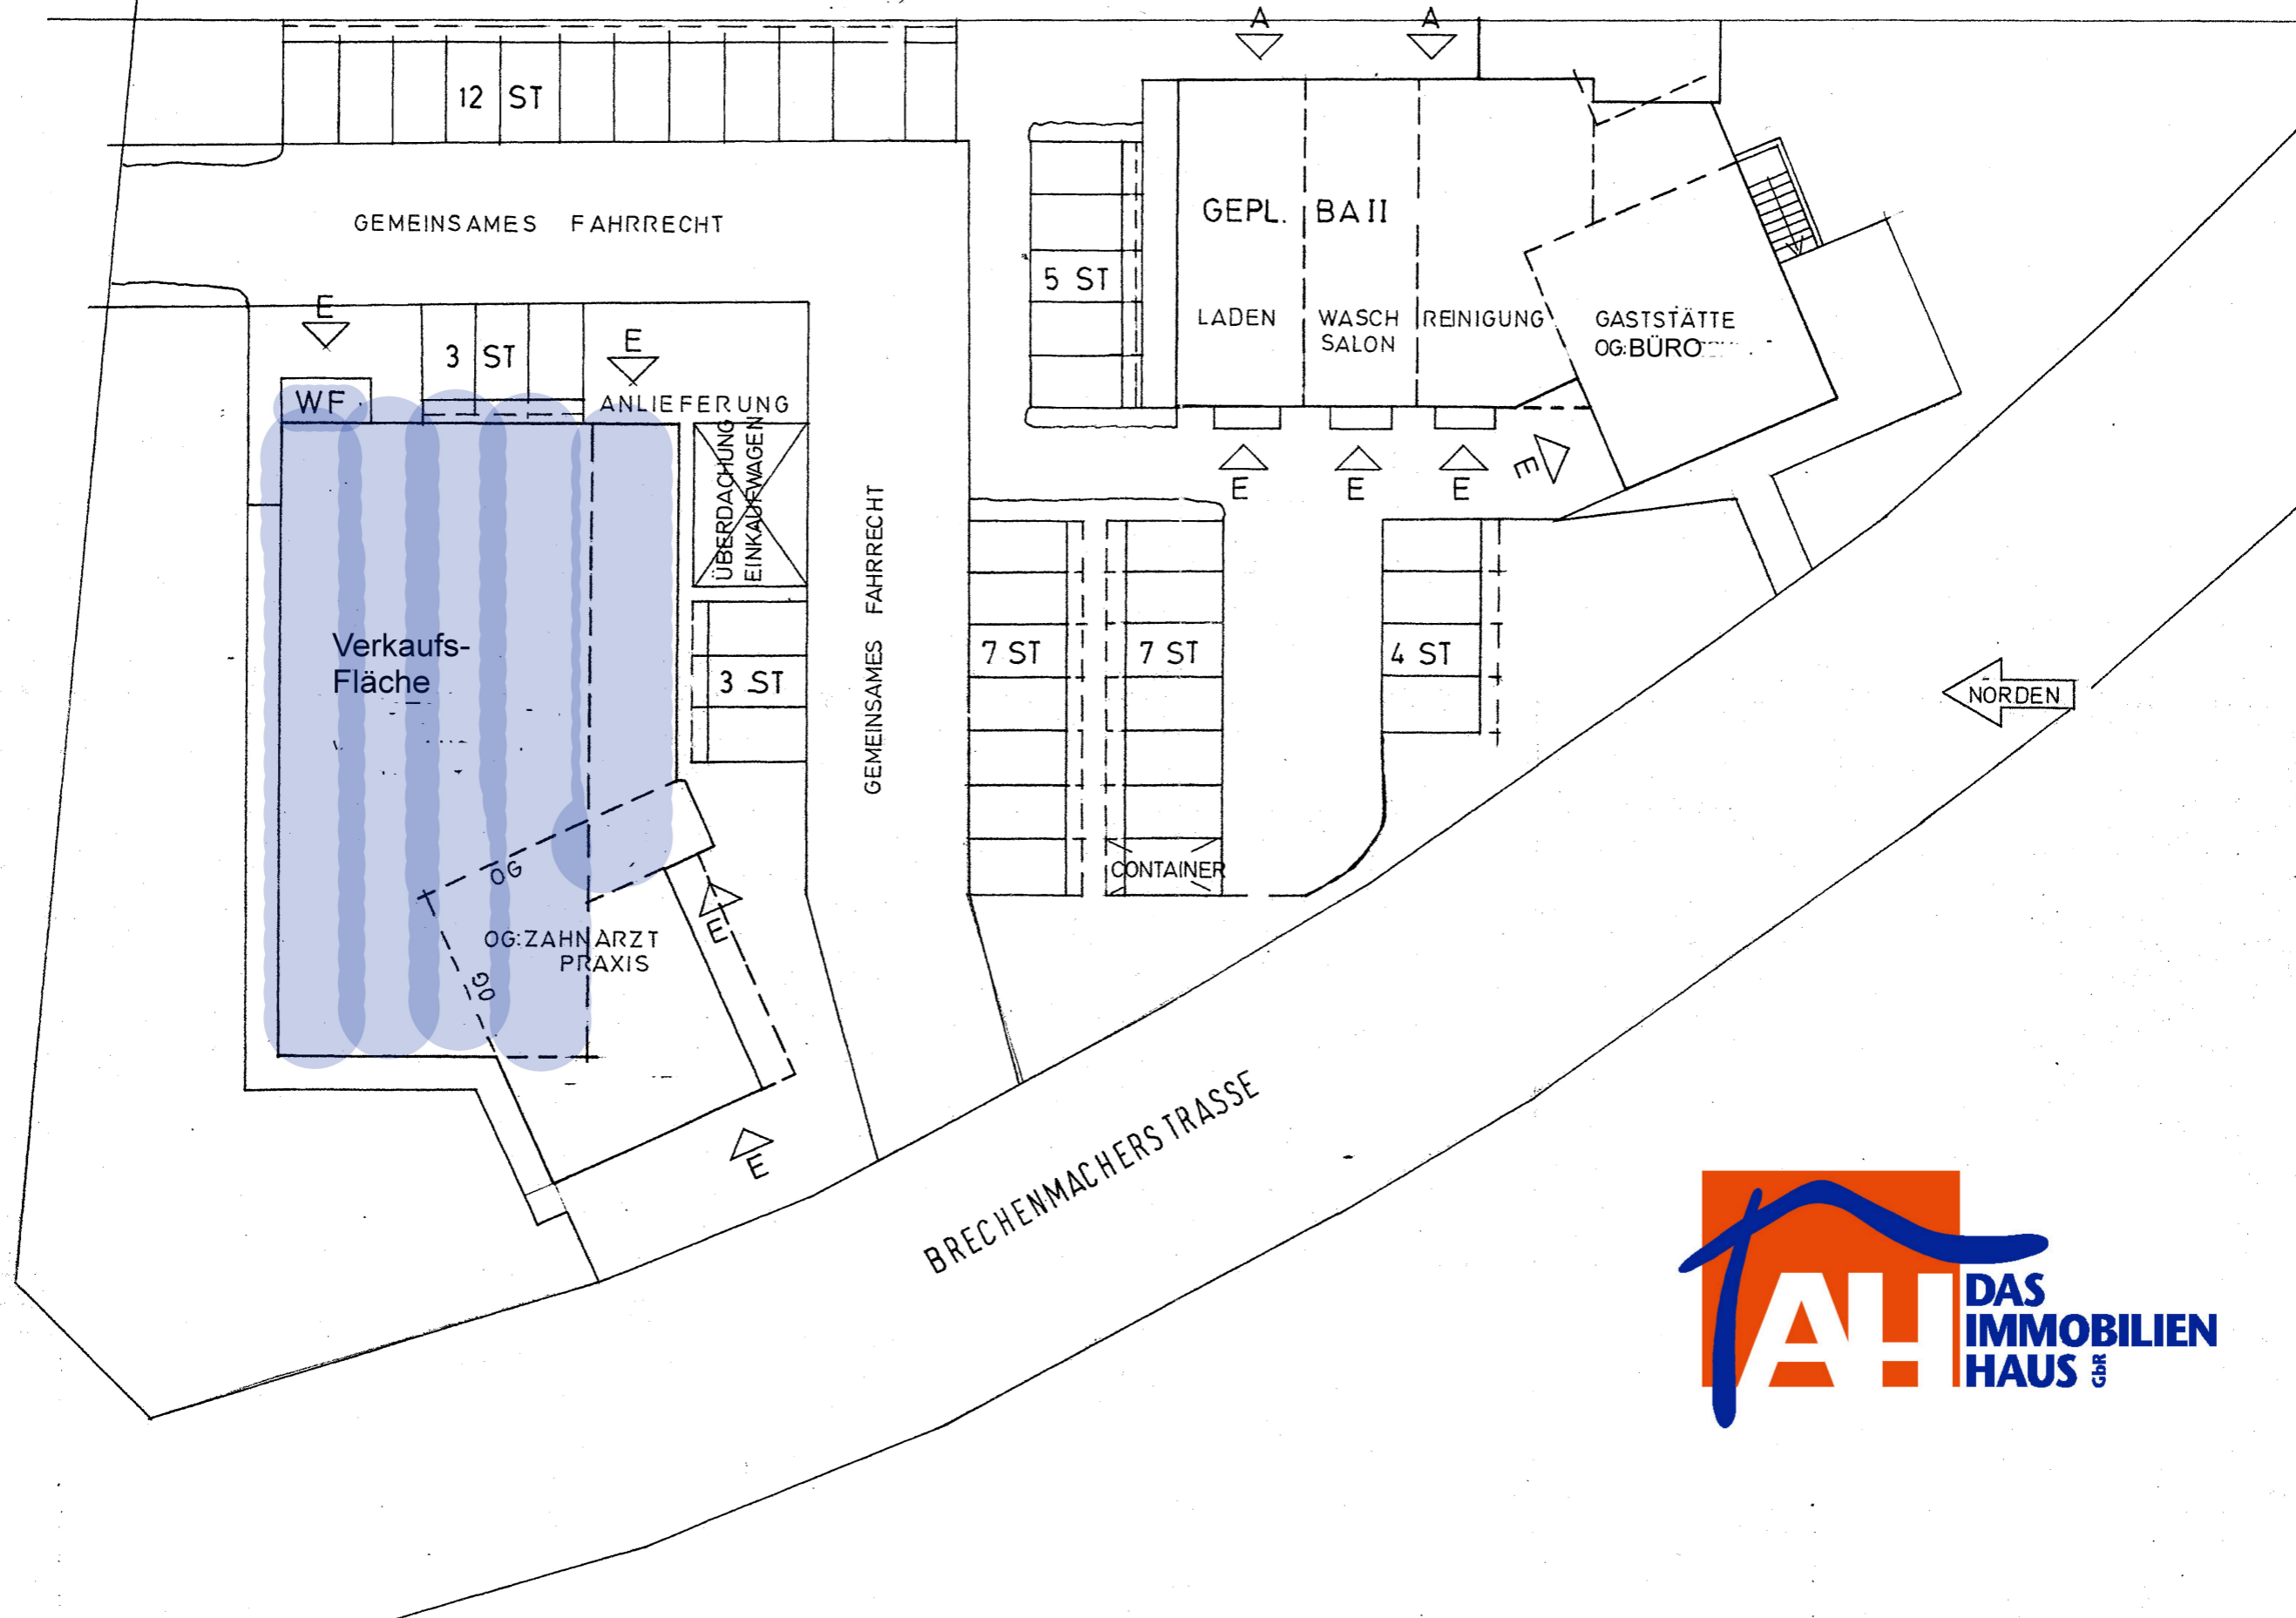 A
A
12 ST
GEMEINSAMES FAHRRECHT
GEPL. BA II
5 ST
E
E
3 ST
LADEN
WASCH
SALON
REINIGUNG
GASTSTÄTTE
OG:BÜRO
WF
ANLIEFERUNG
ÜBERDACHUNG
EINKAUFWAGEN
E
E
E
E
GEMEINSAMES FAHRRECHT
Verkaufs-
Fläche
3 ST
7 ST
7 ST
4 ST
NORDEN
CONTAINER
OG
OG:ZAHNARZT
PRAXIS
E
OG
E
BRECHENMACHERSTRASSE
AH
DAS
IMMOBILIEN
HAUS GbR